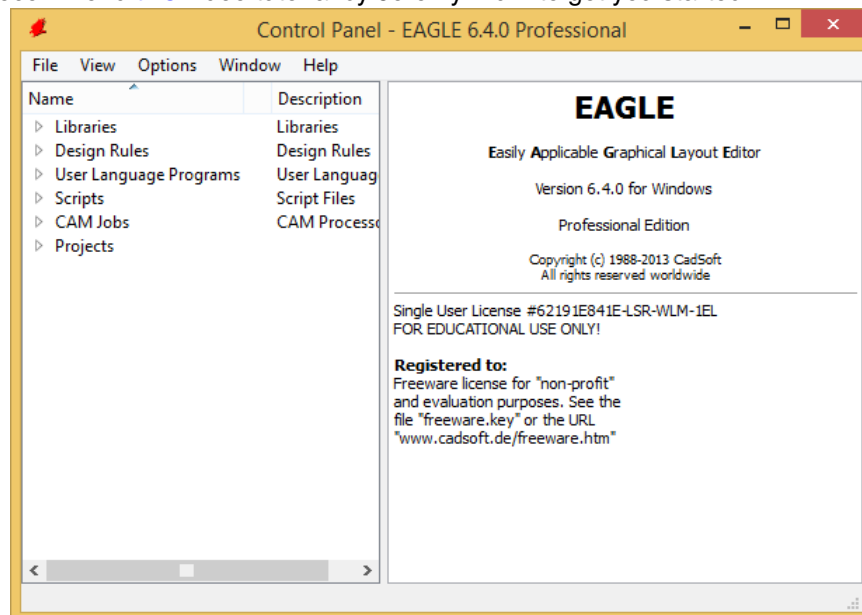 Control Panel - EAGLE 6.4.0 Professional
File View Options Window Help
Name Description
Libraries Libraries
Design Rules Design Rules
User Language Programs User Languag
Scripts Script Files
CAM Jobs CAM Process
Projects
EAGLE
Easily Applicable Graphical Layout Editor
Version 6.4.0 for Windows
Professional Edition
Copyright (c) 1988-2013 CadSoft
All rights reserved worldwide
Single User License #62191E841E-LSR-WLM-1EL
FOR EDUCATIONAL USE ONLY!
Registered to:
Freeware license for "non-profit"
and evaluation purposes. See the
file "freeware.key" or the URL
"www.cadsoft.de/freeware.htm"